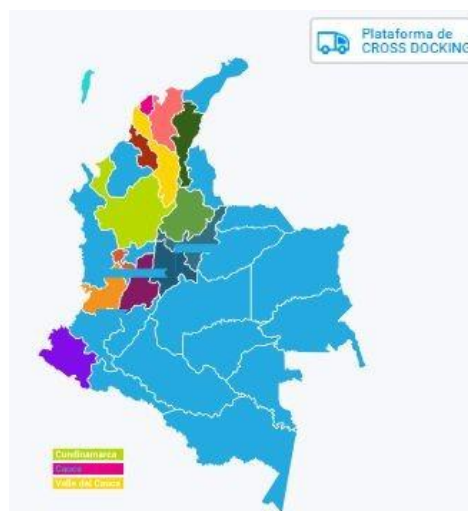 Plataforma de
CROSS DOCKING
Cundinamarca
Cauca
Valle del Cauca